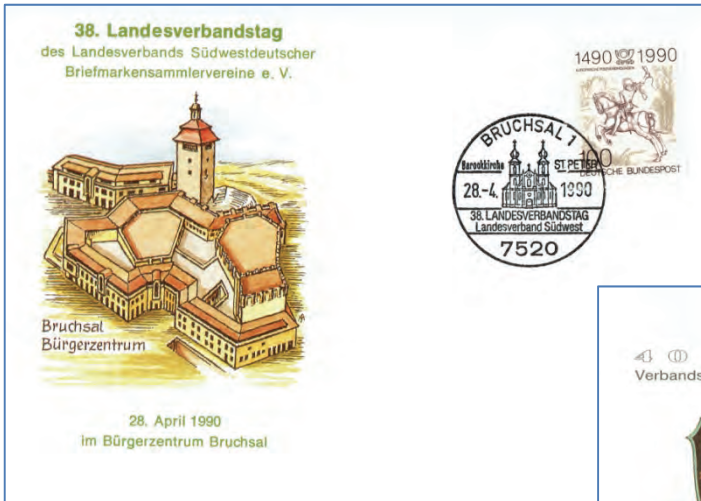 38. Landesverbandstag
des Landesverbands Südwestdeutscher
Briefmarkensammlervereine e. V.
Bruchsal
Bürgerzentrum
28. April 1990
im Bürgerzentrum Bruchsal
1490 1990
100
DEUTSCHE BUNDESPOST
BRUCHSAL 1
Barockkirche ST. PETER
28.-4. 1990
38. LANDESVERBANDSTAG
Landesverband Südwest
7520
Verbands